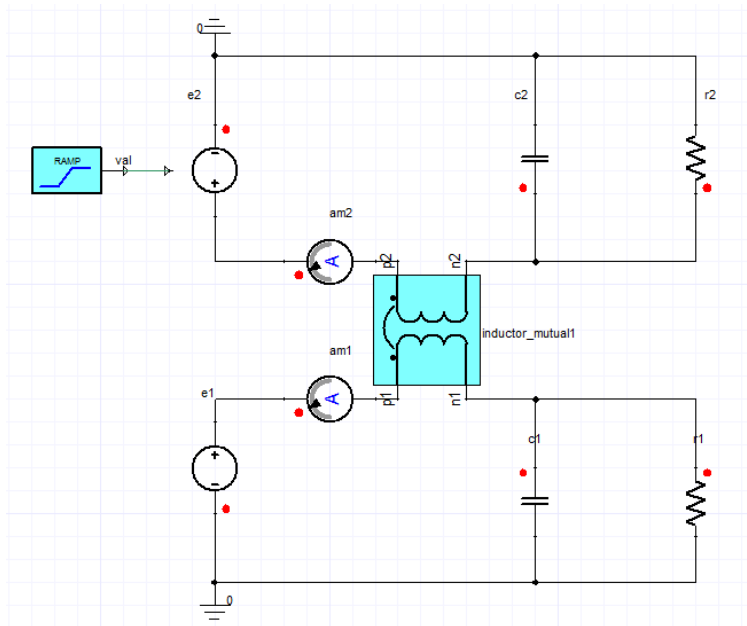 0
e2
c2
r2
RAMP
val
-
+
am2
A
p2
n2
inductor_mutual1
am1
e1
A
p1
n1
c1
r1
+
-
0